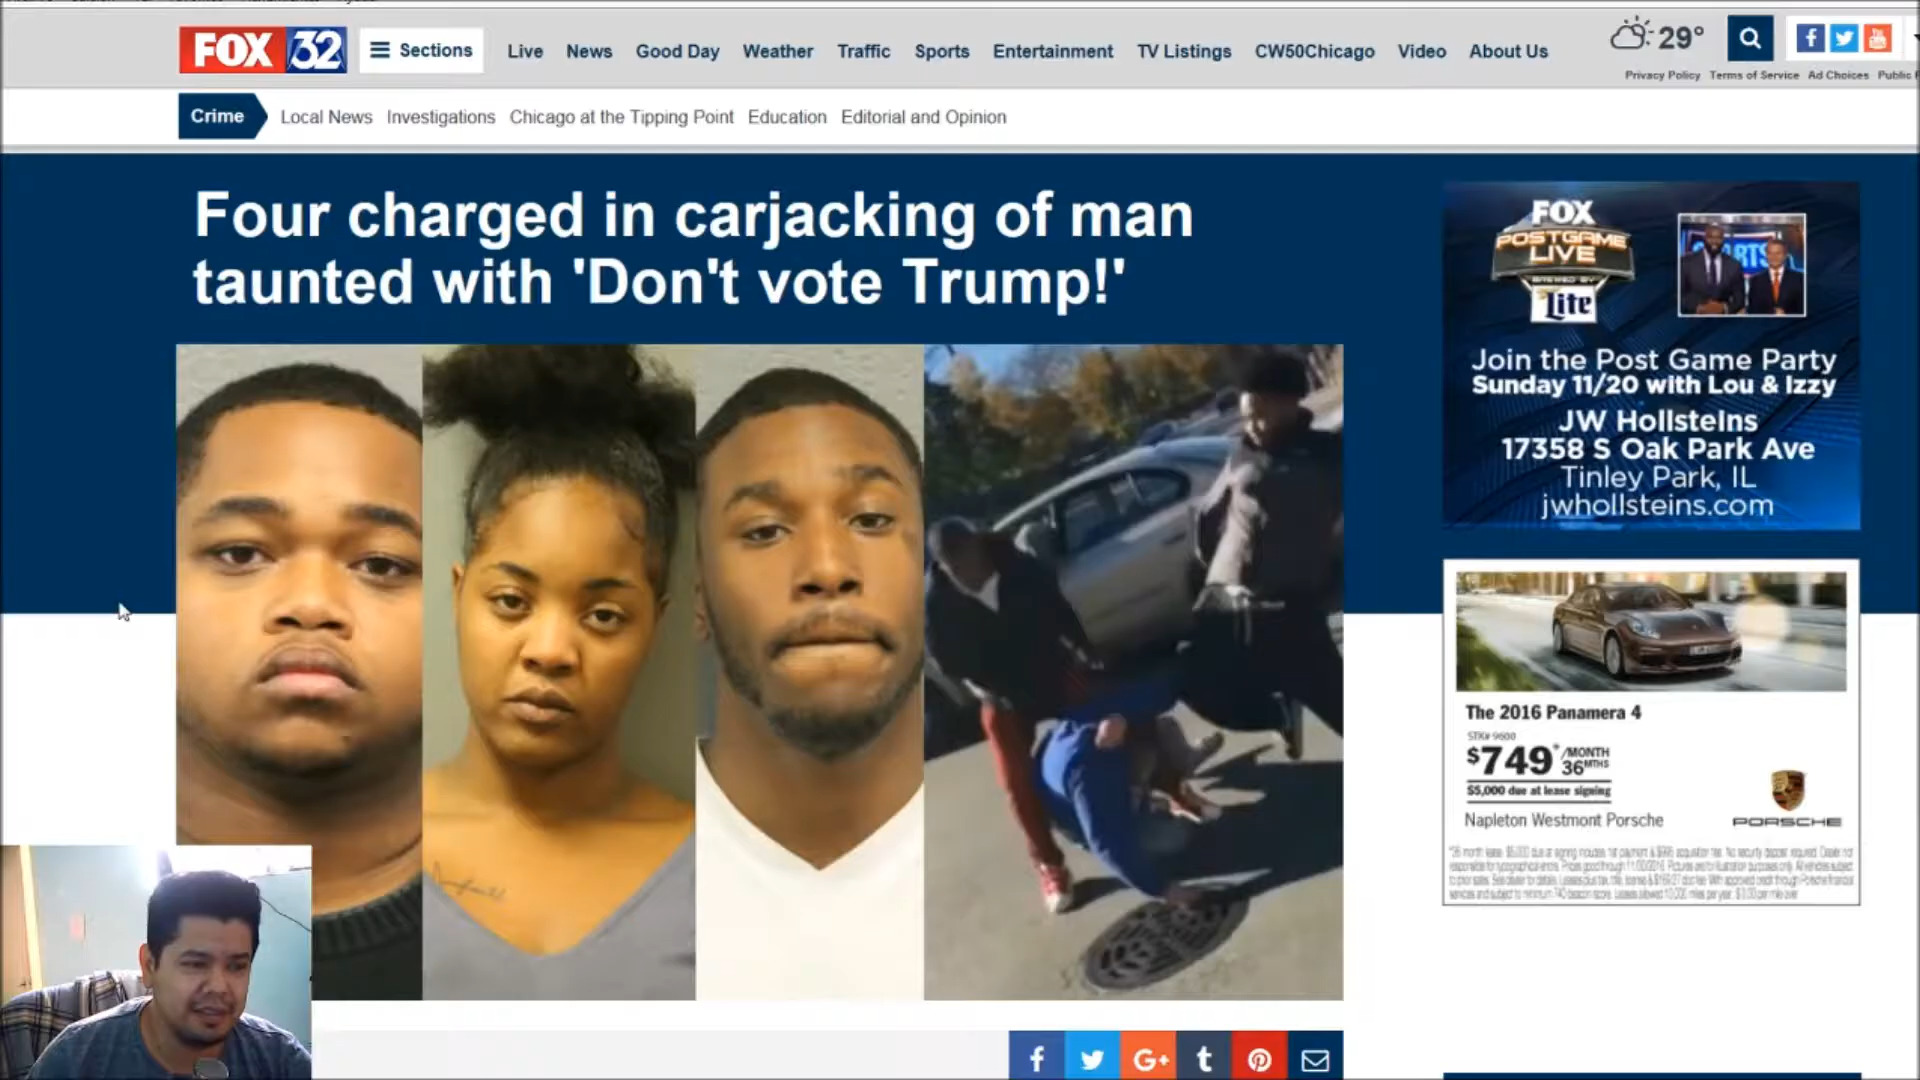 FOX 32
Sections
Live
News
Good Day
Weather
Traffic
Sports
Entertainment
TV Listings
CW50Chicago
Video
About Us
29°
Privacy Policy Terms of Service Ad Choices Public
Crime
Local News
Investigations
Chicago at the Tipping Point
Education
Editorial and Opinion
Four charged in carjacking of man
taunted with 'Don't vote Trump!'
FOX
POSTGAME
LIVE
Lite
Join the Post Game Party
Sunday 11/20 with Lou & Izzy
JW Hollsteins
17358 S Oak Park Ave
Tinley Park, IL
jwhollsteins.com
The 2016 Panamera 4
STK# 9600
$749* /MONTH
36 MTHS
$5,000 due at lease signing
Napleton Westmont Porsche
PORSCHE